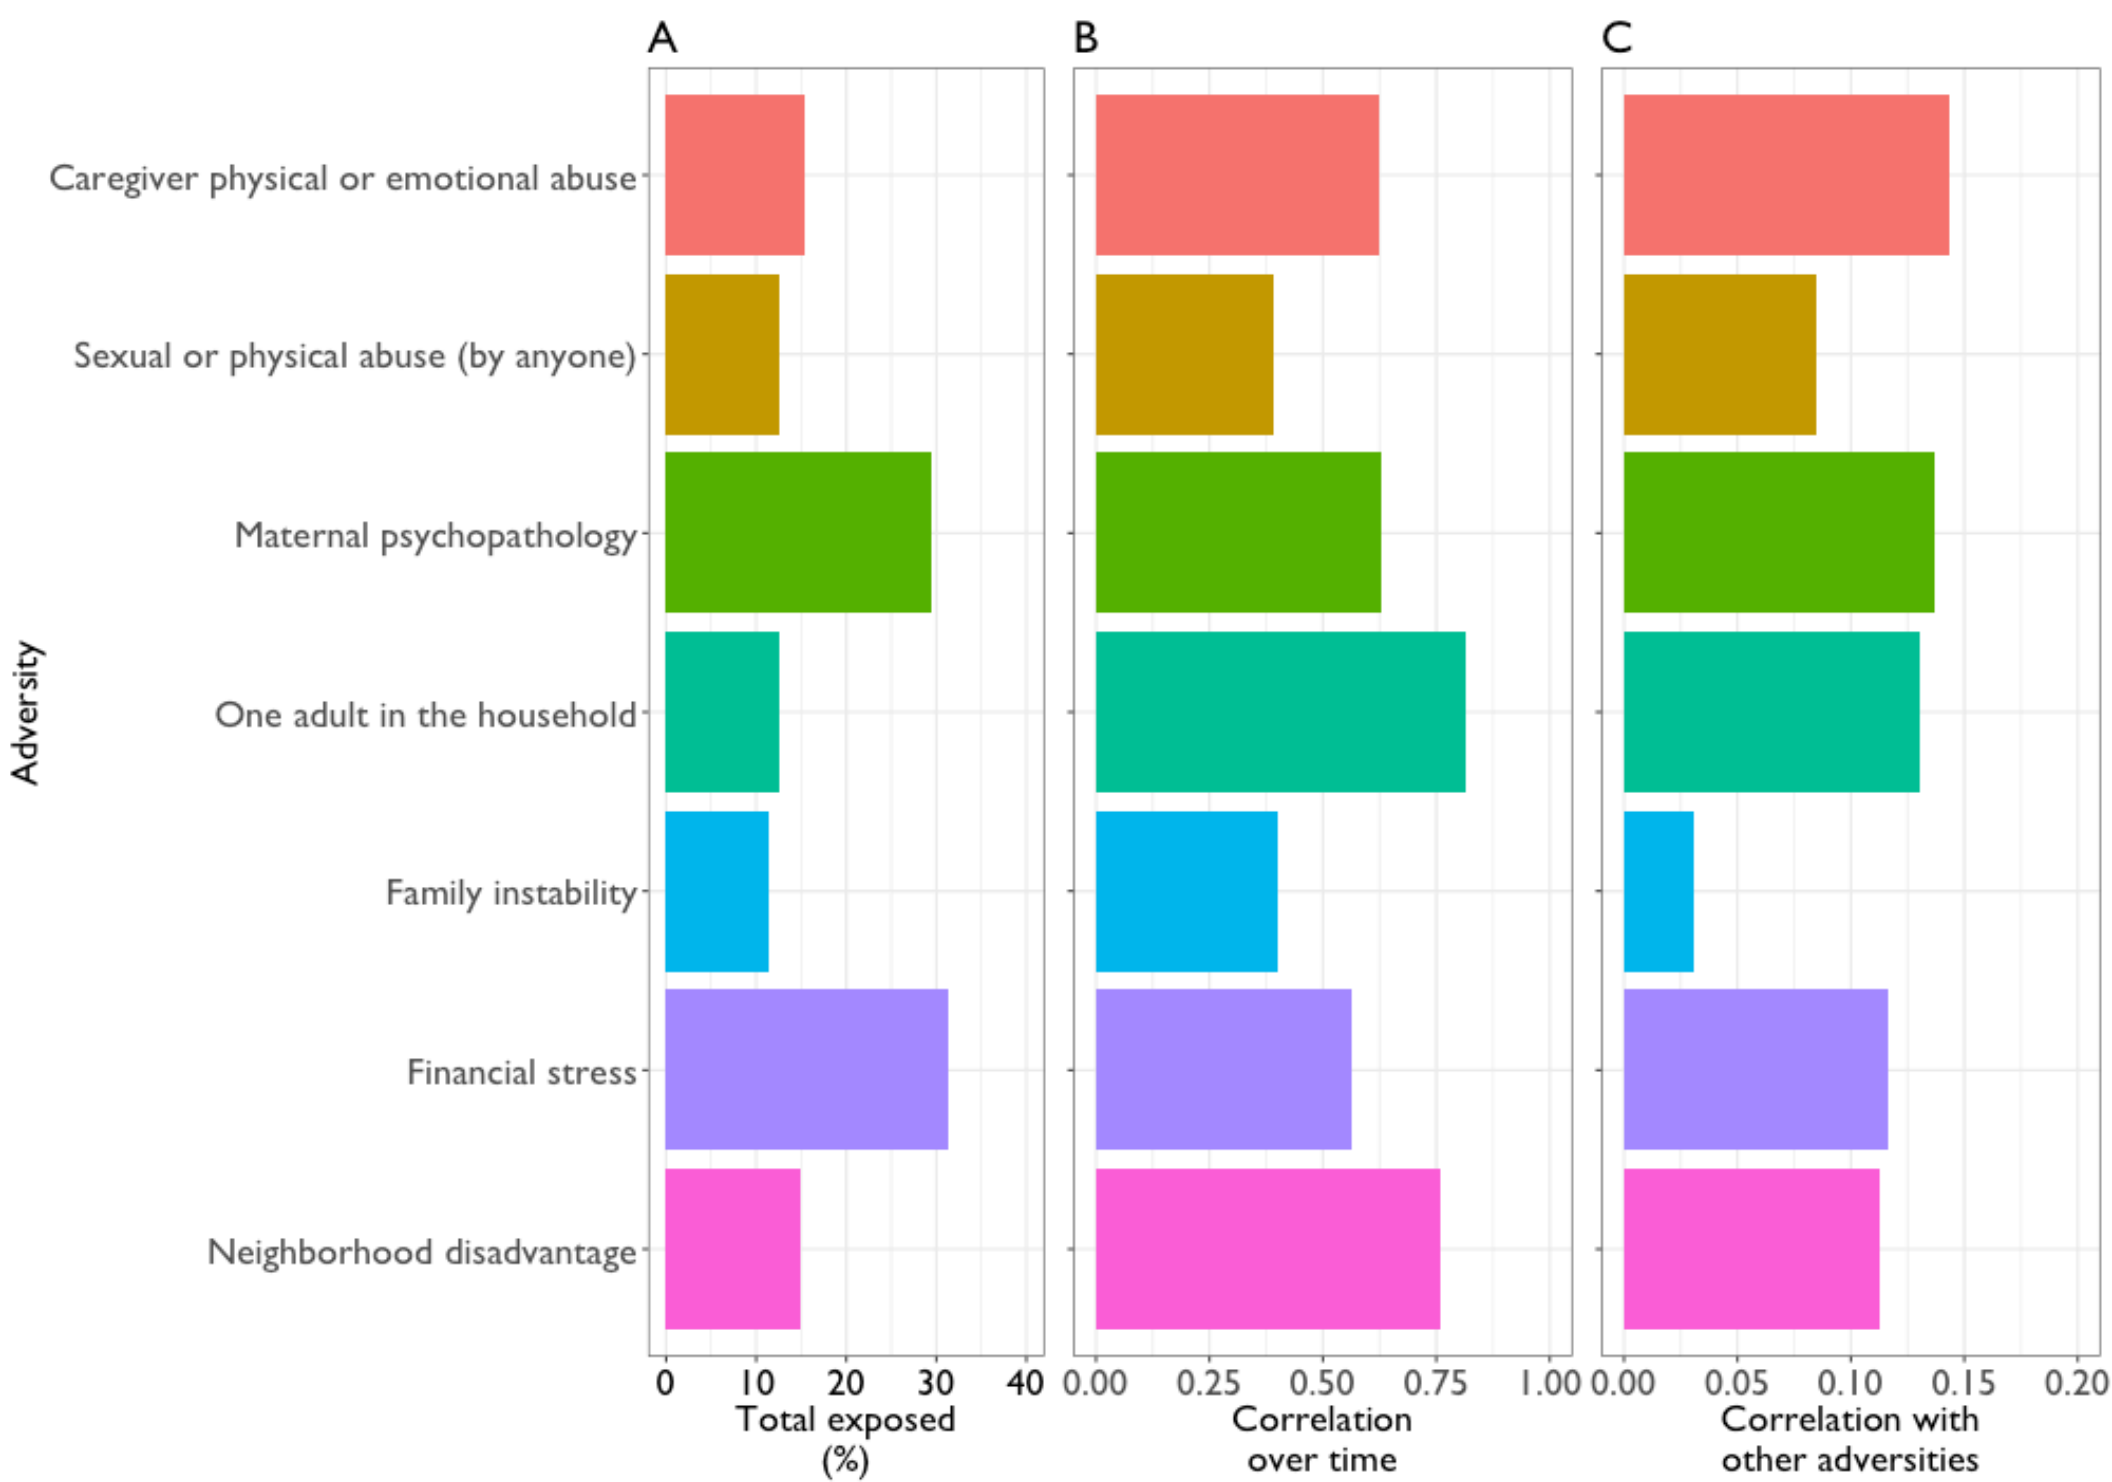 A
B
C
Adversity
Caregiver physical or emotional abuse
Sexual or physical abuse (by anyone)
Maternal psychopathology
One adult in the household
Family instability
Financial stress
Neighborhood disadvantage
0 10 20 30 40
0.00 0.25 0.50 0.75 1.00
0.00 0.05 0.10 0.15 0.20
Total exposed
(%)
Correlation
over time
Correlation with
other adversities